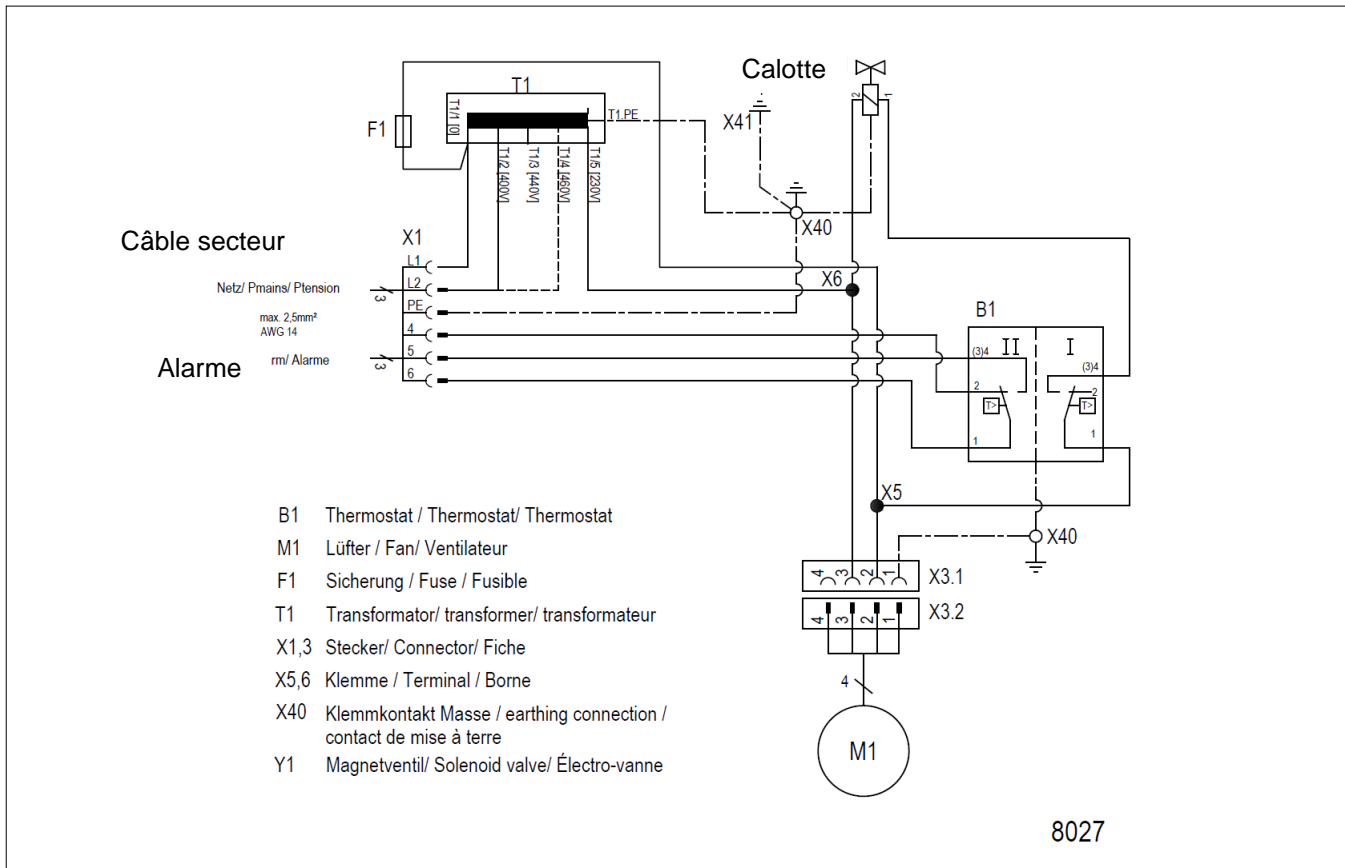 Calotte
T1
2
1
T1/1 [0]
T1.PE
X41
F1
T1/2 [400V]
T1/3 [440V]
T1/4 [460V]
T1/5 [230V]
X40
Câble secteur
X1
L1
Netz/ Pmains/ Ptension
3
L2
X6
max. 2,5mm²
AWG 14
PE
B1
4
Alarme
rm/ Alarme
3
5
6
(3)4
II
I
(3)4
2
2
T>
T>
1
1
X5
X40
B1 Thermostat / Thermostat/ Thermostat
M1 Lüfter / Fan/ Ventilateur
F1 Sicherung / Fuse / Fusible
T1 Transformator/ transformer/ transformateur
X1,3 Stecker/ Connector/ Fiche
X5,6 Klemme / Terminal / Borne
X40 Klemmkontakt Masse / earthing connection /
contact de mise à terre
Y1 Magnetventil/ Solenoid valve/ Électro-vanne
4 3 2 1
X3.1
4 3 2 1
X3.2
4
M1
8027